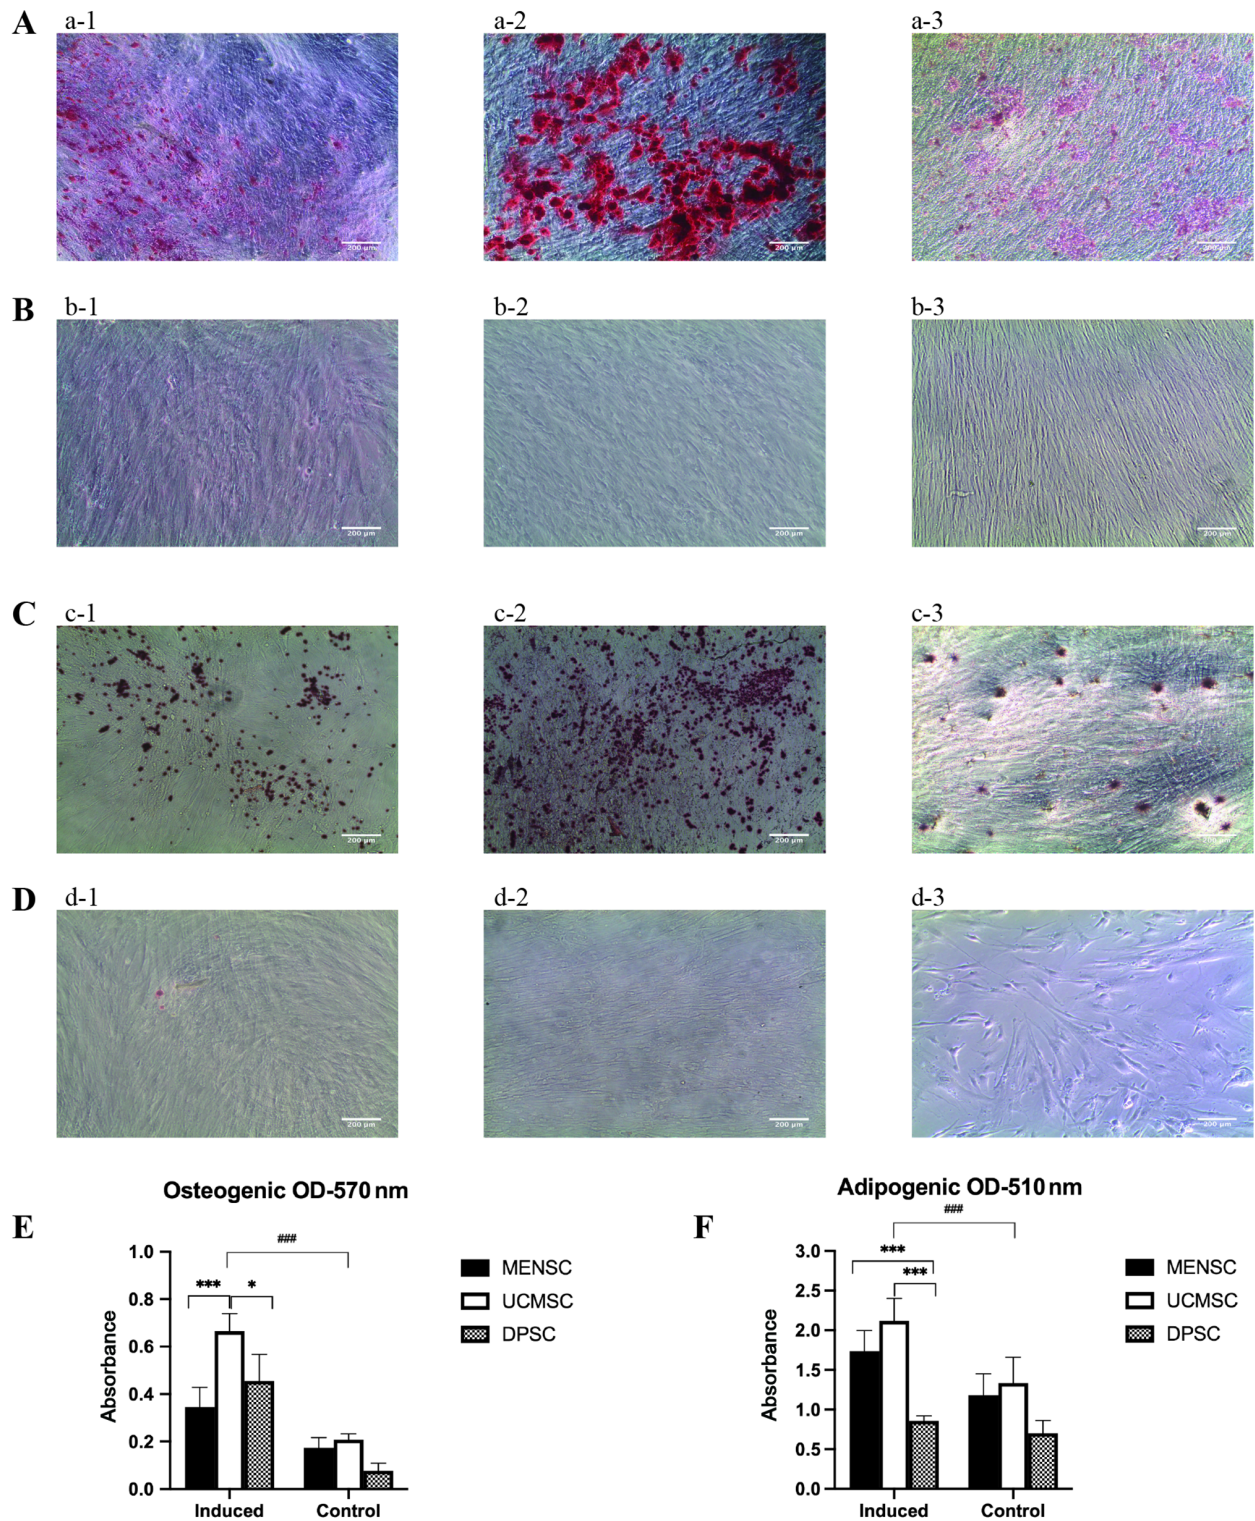 A
a-1
a-2
a-3
200 µm
200 µm
200 µm
B
b-1
b-2
b-3
200 µm
200 µm
200 µm
C
c-1
c-2
c-3
200 µm
200 µm
D
d-1
d-2
d-3
200 µm
200 µm
200 µm
E
Osteogenic OD-570 nm
###
*** *
Absorbance
1.0
0.8
0.6
0.4
0.2
0.0
Induced Control
MENSC
UCMSC
DPSC
F
Adipogenic OD-510 nm
###
***
***
Absorbance
3.0
2.5
2.0
1.5
1.0
0.5
0.0
Induced Control
MENSC
UCMSC
DPSC